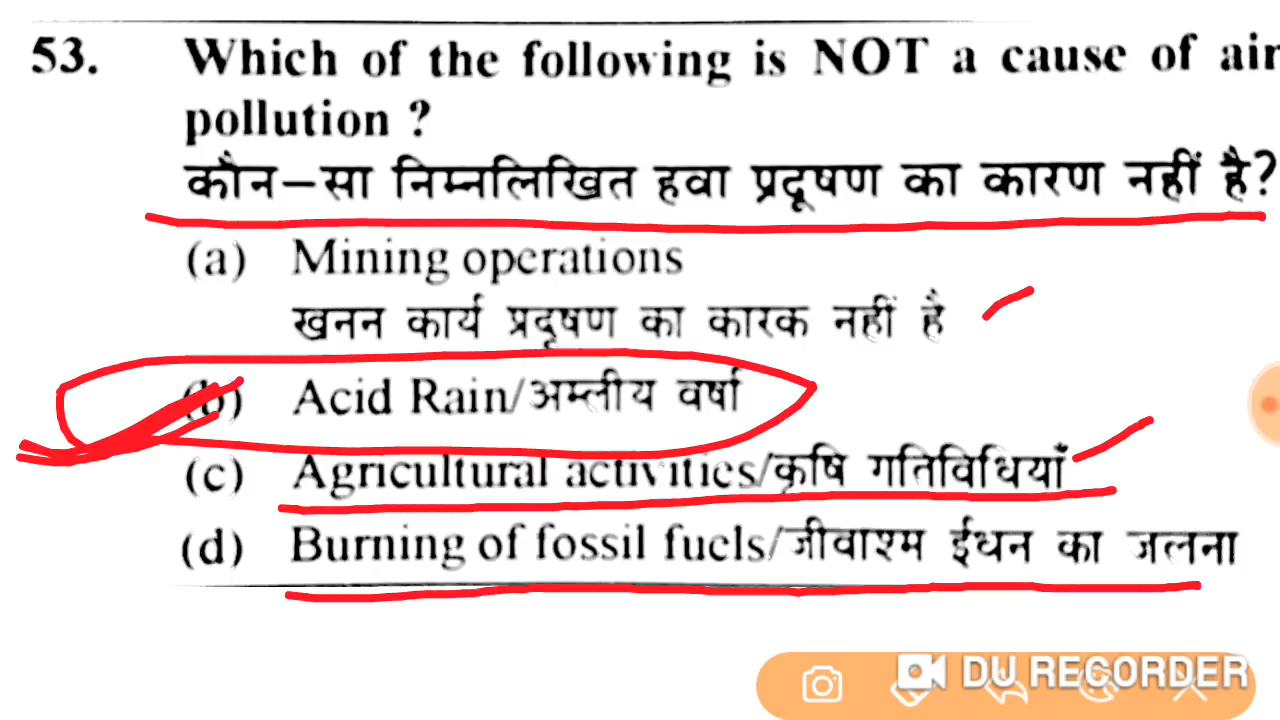 53. Which of the following is NOT a cause of air
pollution ?
कौन–सा निम्नलिखित हवा प्रदूषण का कारण नहीं है?
(a) Mining operations
खनन कार्य प्रदूषण का कारक नहीं है
(b) Acid Rain/अम्लीय वर्षा
(c) Agricultural activities/कृषि गतिविधियाँ
(d) Burning of fossil fuels/जीवाश्म ईधन का जलना
DU RECORDER